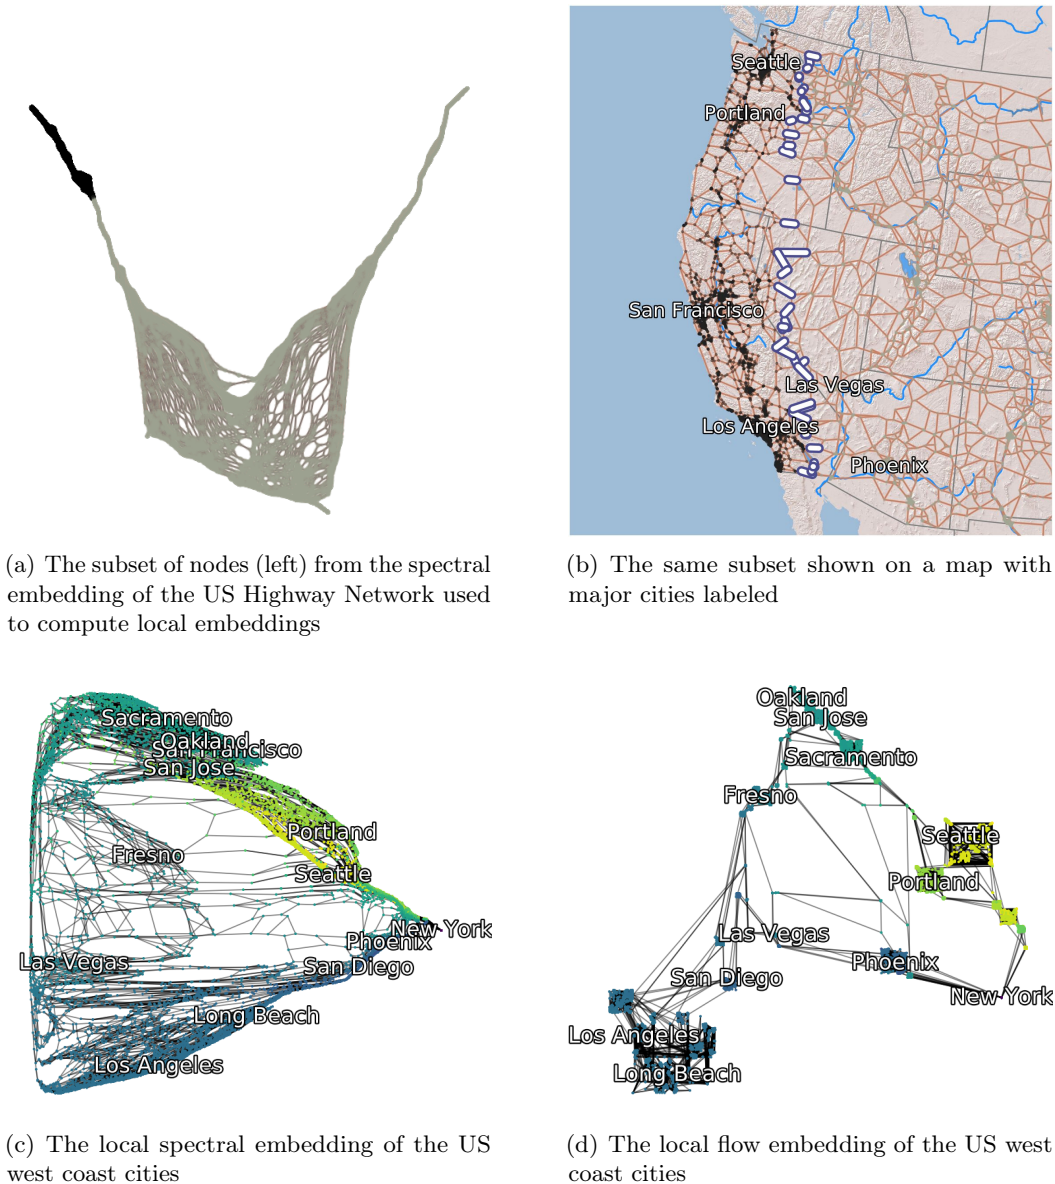 Seattle
Portland
San Francisco
Las Vegas
Los Angeles
Phoenix
(a) The subset of nodes (left) from the spectral
embedding of the US Highway Network used
to compute local embeddings
(b) The same subset shown on a map with
major cities labeled
Sacramento
Oakland
San Francisco
San Jose
Portland
Fresno
Seattle
New York
Phoenix
Las Vegas
San Diego
Long Beach
Los Angeles
(c) The local spectral embedding of the US
west coast cities
Oakland
San Jose
Sacramento
Fresno
Seattle
Portland
Las Vegas
Phoenix
San Diego
New York
Los Angeles
Long Beach
(d) The local flow embedding of the US west
coast cities